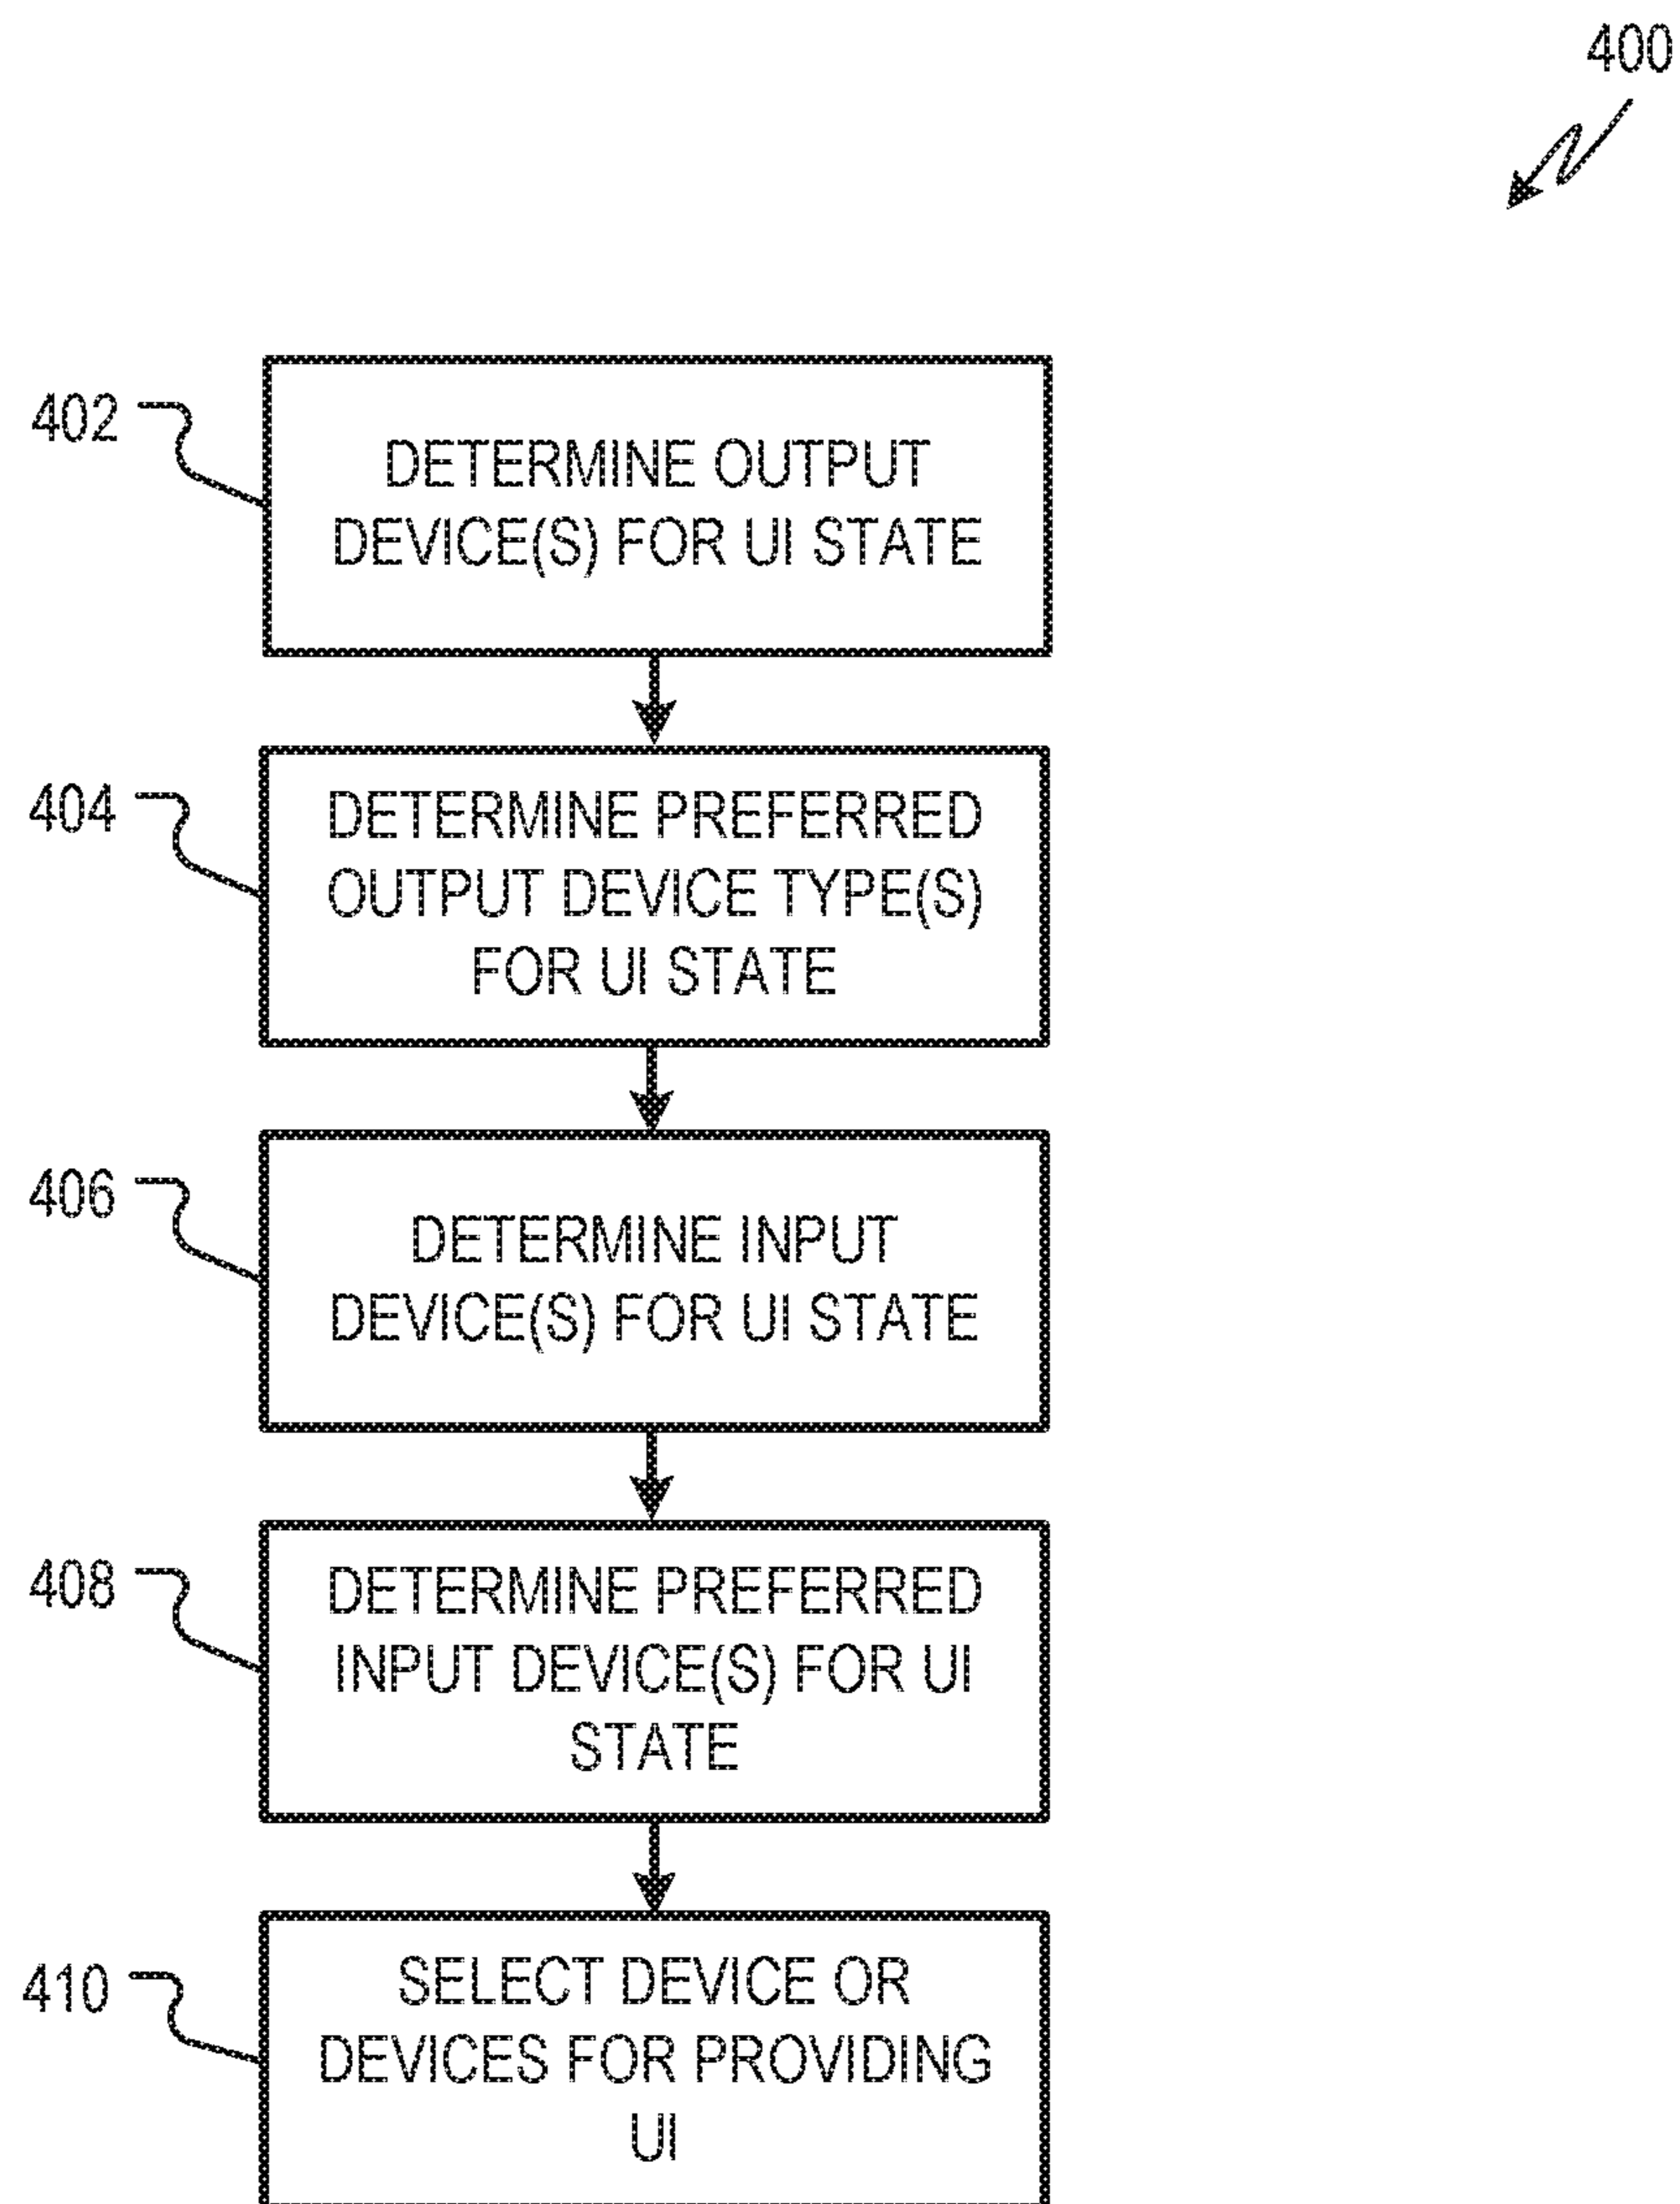 400
402
DETERMINE OUTPUT
DEVICE(S) FOR UI STATE
404
DETERMINE PREFERRED
OUTPUT DEVICE TYPE(S)
FOR UI STATE
406
DETERMINE INPUT
DEVICE(S) FOR UI STATE
408
DETERMINE PREFERRED
INPUT DEVICE(S) FOR UI
STATE
410
SELECT DEVICE OR
DEVICES FOR PROVIDING
UI